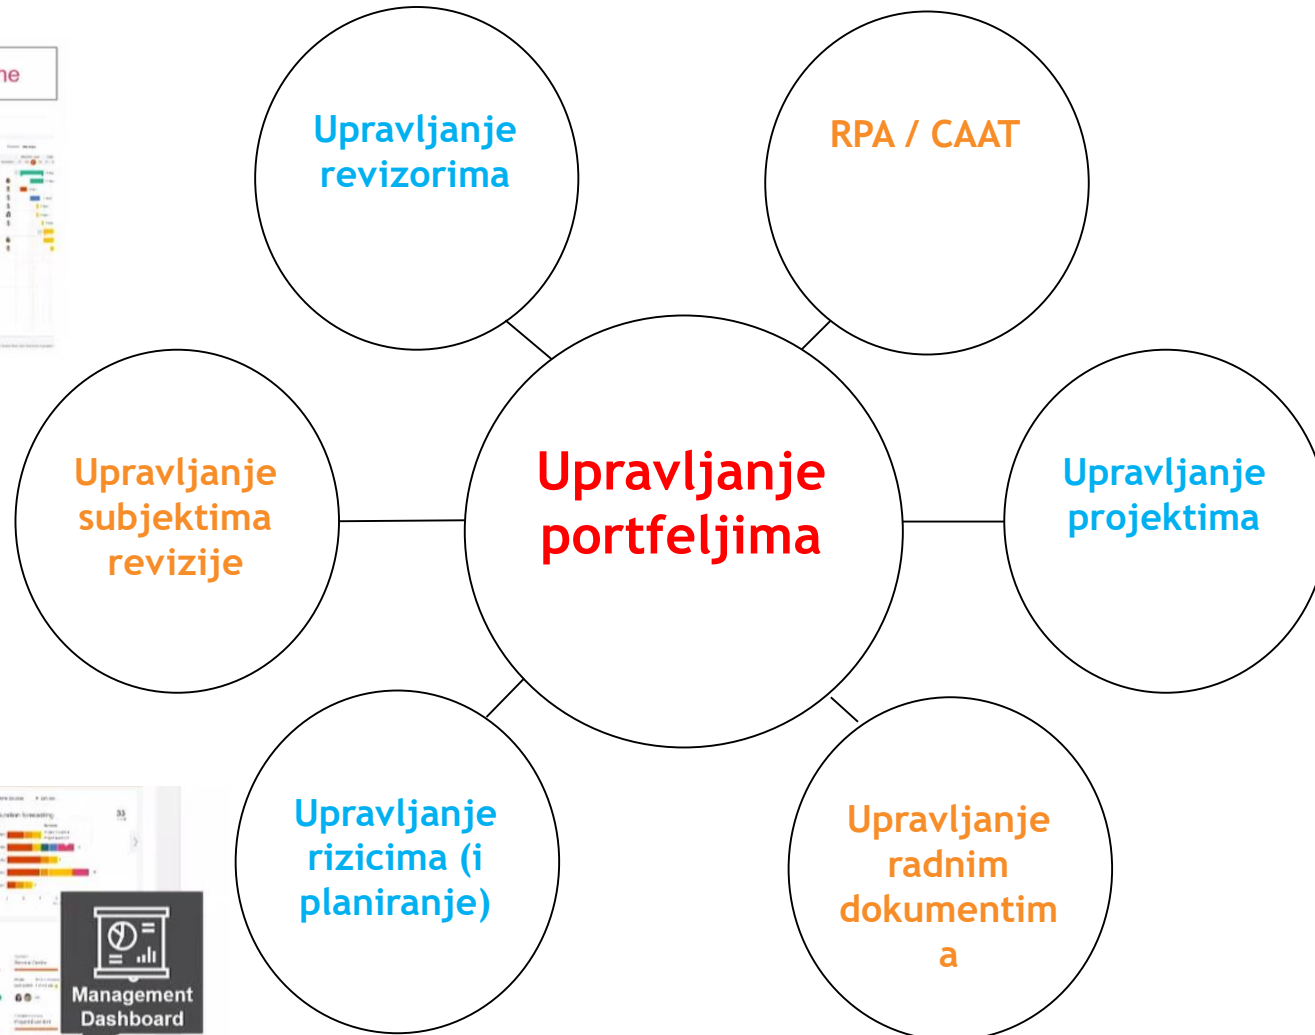 Upravljanje
revizorima
RPA / CAAT
Upravljanje
subjektima
revizije
Upravljanje
portfeljima
Upravljanje
projektima
Upravljanje
rizicima (i
planiranje)
Upravljanje
radnim
dokumentim
a
33
Management
Dashboard